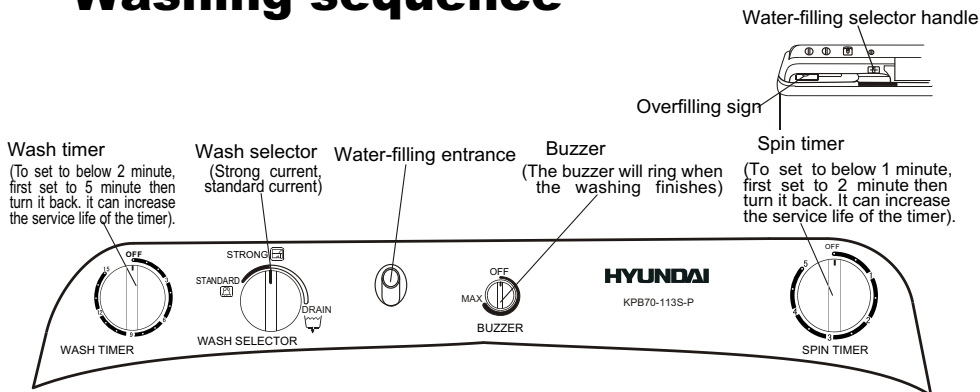 Washing sequence
Water-filling selector handle
Overfilling sign
Wash timer
(To set to below 2 minute,
first set to 5 minute then
turn it back. it can increase
the service life of the timer).
Wash selector
(Strong current,
standard current)
Water-filling entrance
Buzzer
(The buzzer will ring when
the washing finishes)
Spin timer
(To set to below 1 minute,
first set to 2 minute then
turn it back. It can increase
the service life of the timer).
OFF
15
12
9
6
WASH TIMER
STRONG
STANDARD
DRAIN
WASH SELECTOR
OFF
MAX
BUZZER
HYUNDAI
KPB70-113S-P
OFF
5
4
3
2
1
SPIN TIMER